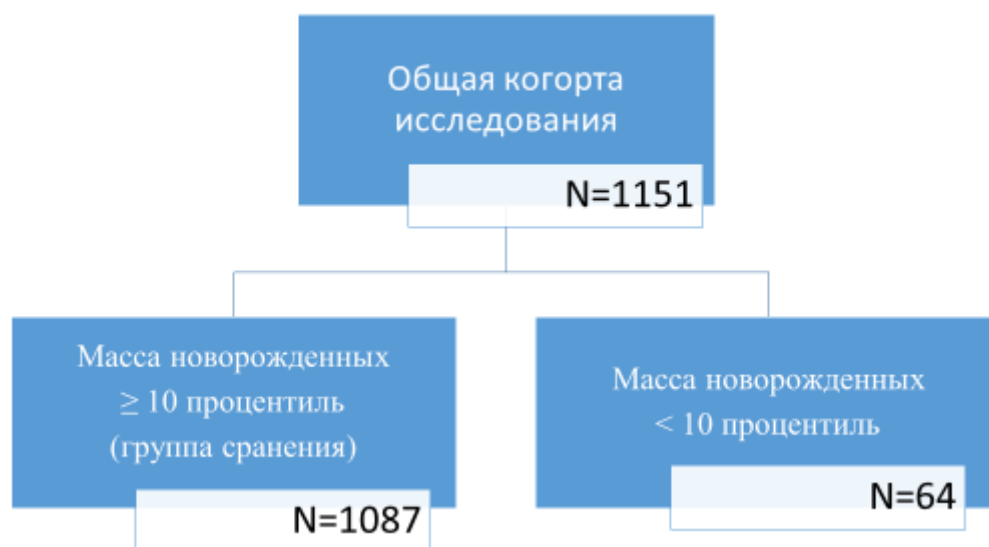 Общая когорта
исследования
N=1151
Масса новорожденных
≥ 10 процентиль
(группа сранения)
N=1087
Масса новорожденных
< 10 процентиль
N=64